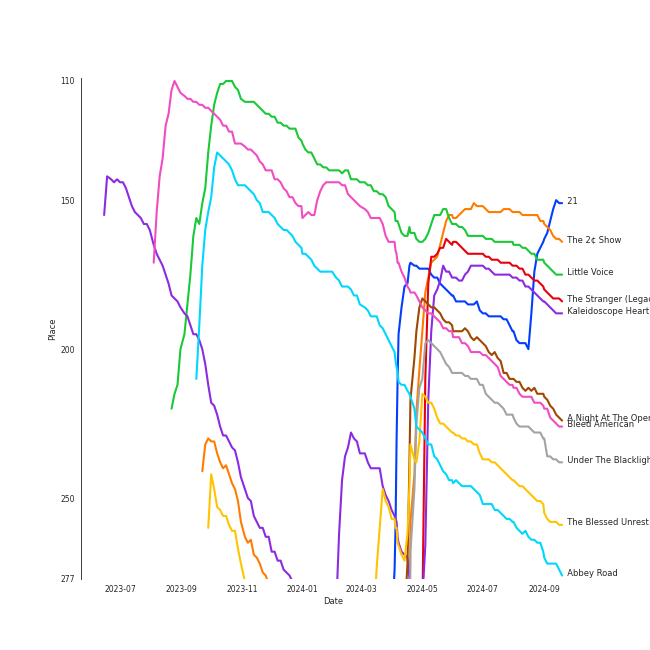 110
150
200
250
277
Place
2023-07
2023-09
2023-11
2024-01
2024-03
2024-05
2024-07
2024-09
Date
21
The 2¢ Show
Little Voice
The Stranger (Legac
Kaleidoscope Heart
A Night At The Oper
Bleed American
Under The Blackligh
The Blessed Unrest
Abbey Road